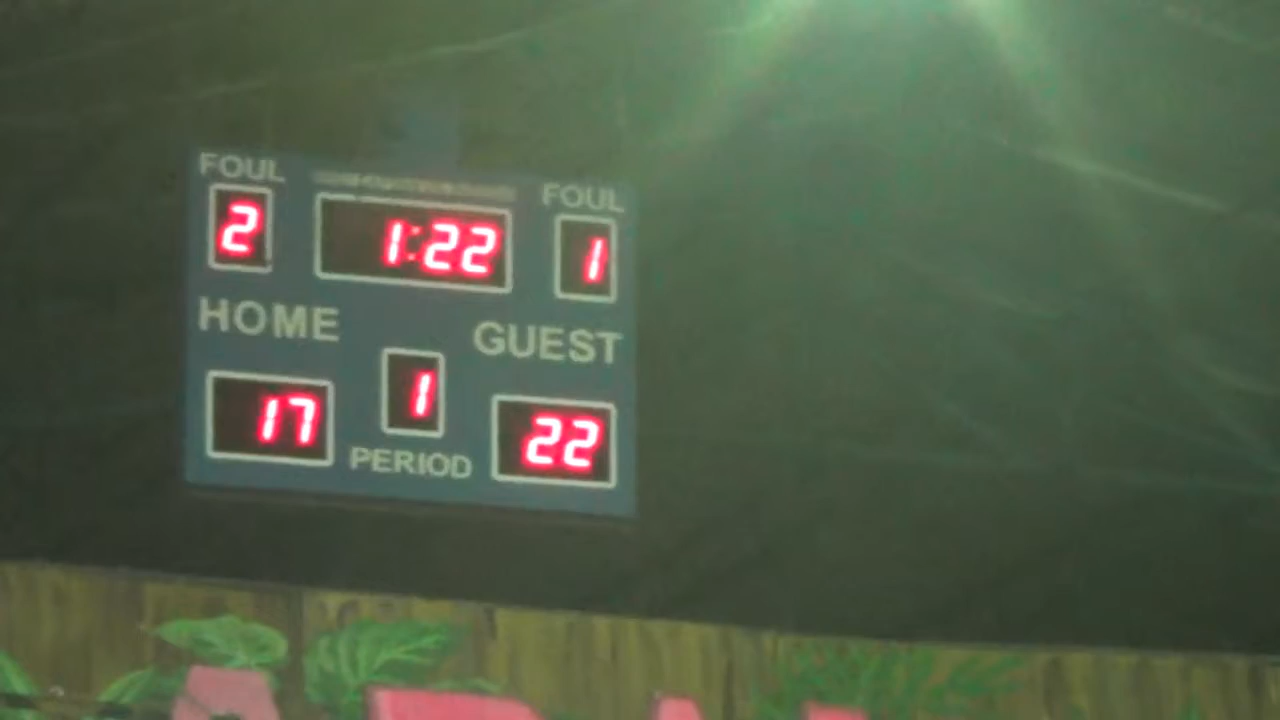 FOUL FOUL
2 1:22 1
HOME GUEST
17 1 22
PERIOD